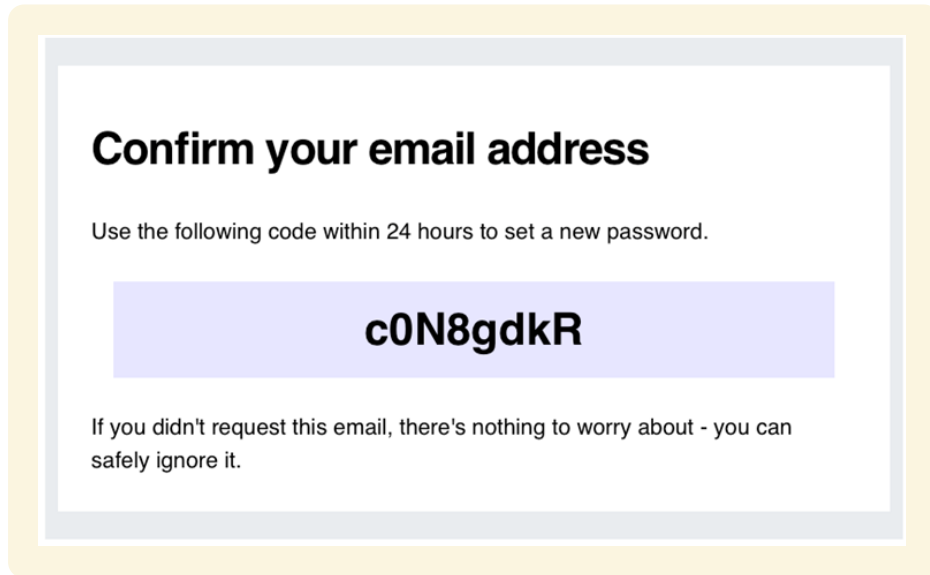 Confirm your email address
Use the following code within 24 hours to set a new password.
c0N8gdkR
If you didn't request this email, there's nothing to worry about - you can
safely ignore it.